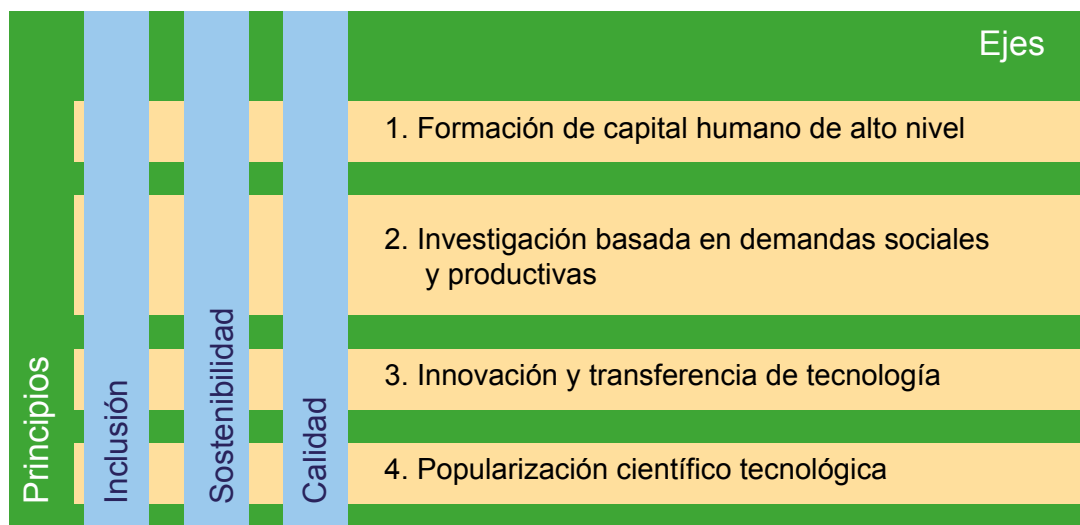 Ejes
1. Formación de capital humano de alto nivel
2. Investigación basada en demandas sociales
y productivas
3. Innovación y transferencia de tecnología
4. Popularización científico tecnológica
Principios
Inclusión
Sostenibilidad
Calidad